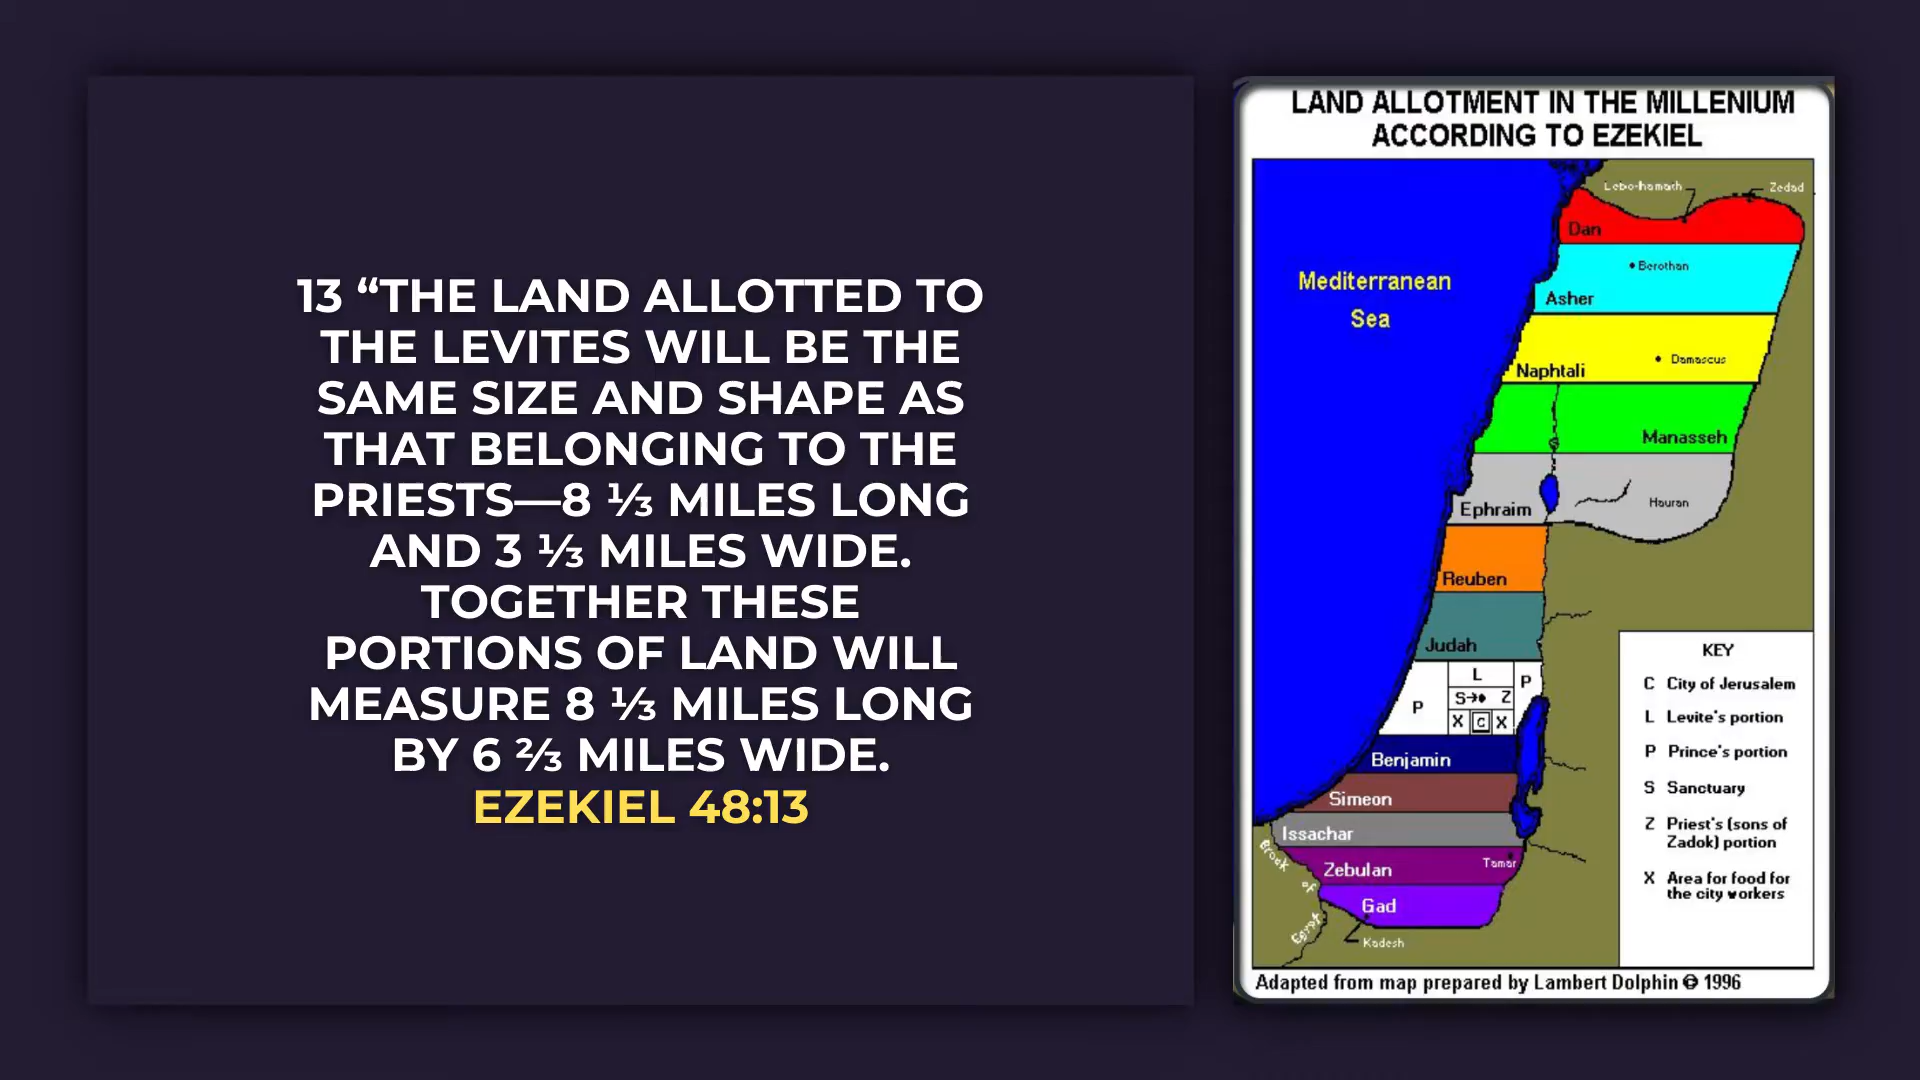 13 “THE LAND ALLOTTED TO
THE LEVITES WILL BE THE
SAME SIZE AND SHAPE AS
THAT BELONGING TO THE
PRIESTS—8 ⅓ MILES LONG
AND 3 ⅓ MILES WIDE.
TOGETHER THESE
PORTIONS OF LAND WILL
MEASURE 8 ⅓ MILES LONG
BY 6 ⅔ MILES WIDE.
EZEKIEL 48:13
LAND ALLOTMENT IN THE MILLENIUM
ACCORDING TO EZEKIEL
Lebo-hamath
Zedad
Dan
Berothan
Mediterranean
Sea
Asher
Damascus
Naphtali
Manasseh
Hauran
Ephraim
Reuben
Judah
L
P
S
Z
P
X C X
Benjamin
Simeon
Issachar
Brook of Egypt
Zebulan
Tamar
Gad
Kadesh
KEY
C City of Jerusalem
L Levite's portion
P Prince's portion
S Sanctuary
Z Priest's (sons of
Zadok) portion
X Area for food for
the city workers
Adapted from map prepared by Lambert Dolphin © 1996